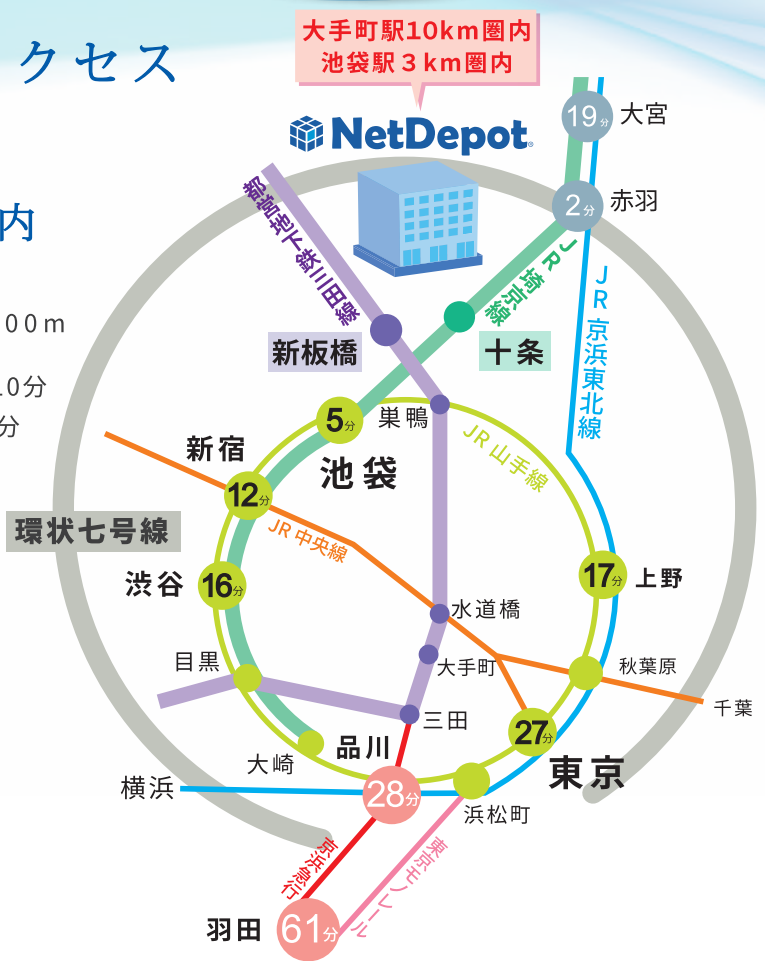 大手町駅10km圏内
池袋駅３km圏内
クセス
NetDepot®
19分
大宮
2分
赤羽
内
都営地下鉄三田線
JR埼京線
JR 京浜東北線
00m
新板橋
十条
0分
分
5分
巣鴨
JR山手線
池袋
新宿
12分
JR中央線
環状七号線
渋谷
16分
17分
上野
水道橋
目黒
大手町
秋葉原
千葉
三田
27分
大崎
品川
東京
横浜
28分
浜松町
京浜急行
東京モノレール
羽田
61分